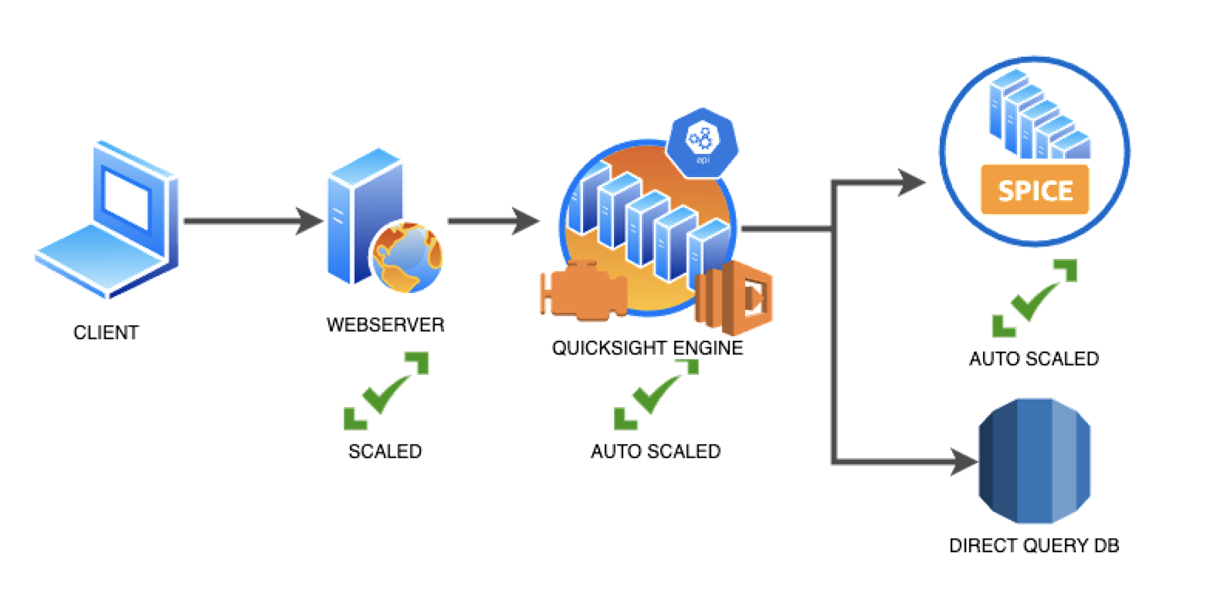 CLIENT
WEBSERVER
SCALED
api
QUICKSIGHT ENGINE
AUTO SCALED
SPICE
AUTO SCALED
DIRECT QUERY DB